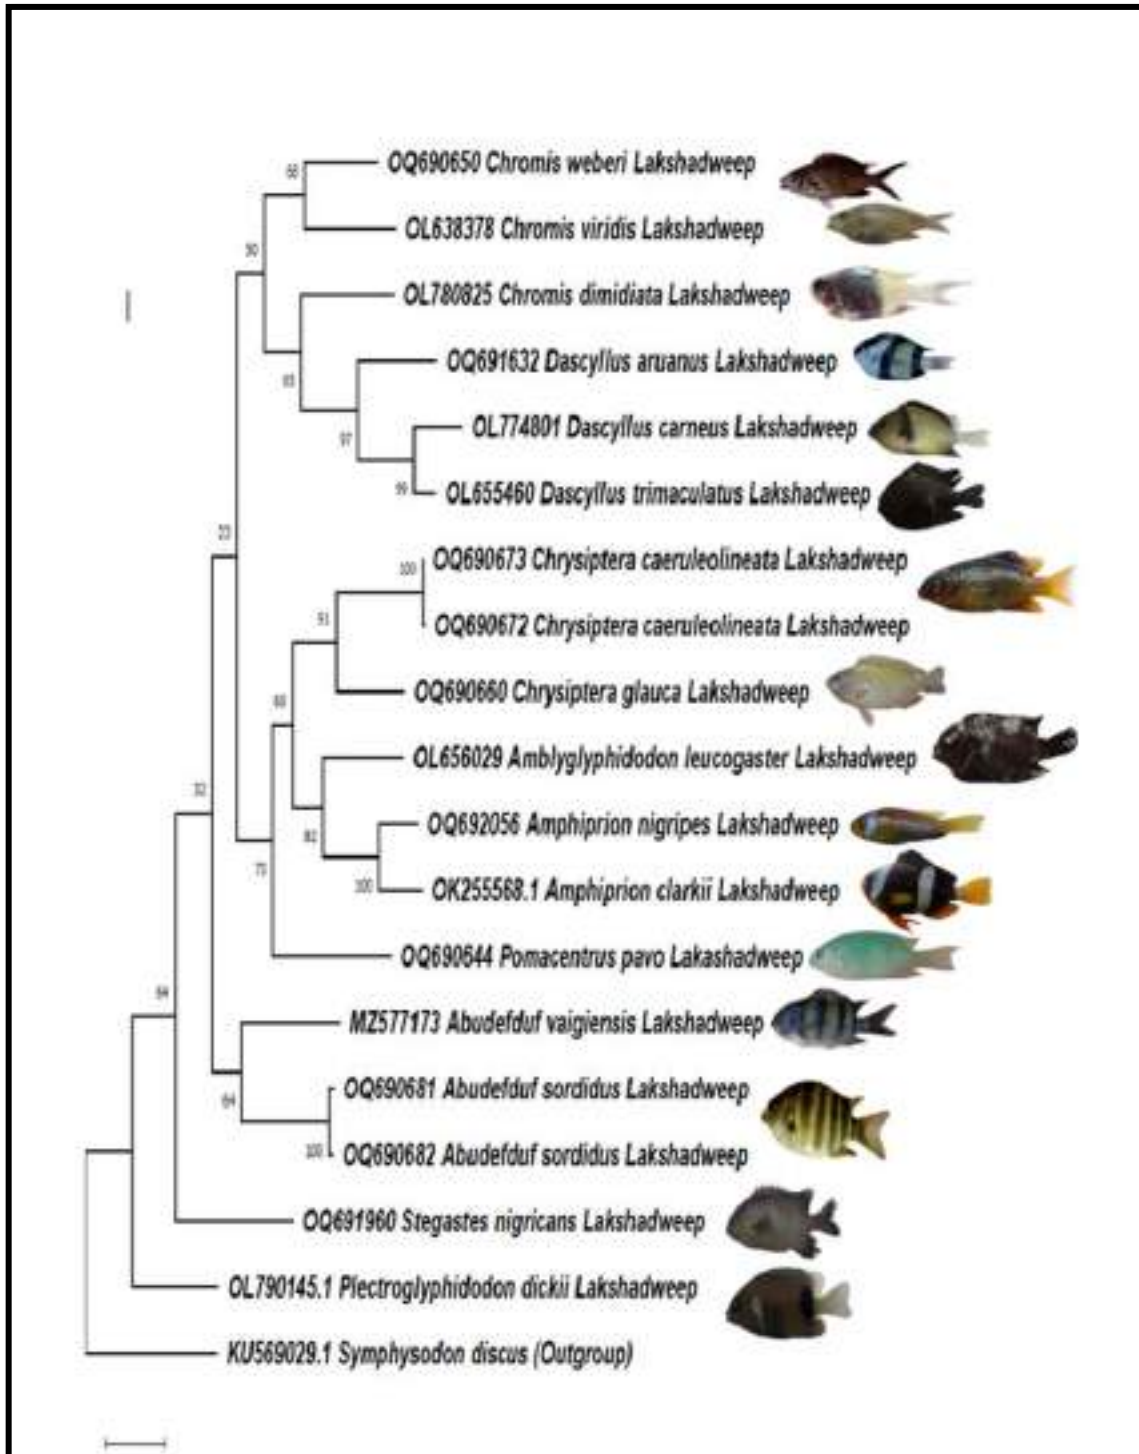 OQ690650 Chromis weberi Lakshadweep
OL638378 Chromis viridis Lakshadweep
OL780825 Chromis dimidiata Lakshadweep
OQ691632 Dascyllus aruanus Lakshadweep
OL774801 Dascyllus carneus Lakshadweep
OL655460 Dascyllus trimaculatus Lakshadweep
OQ690673 Chrysiptera caeruleolineata Lakshadweep
OQ690672 Chrysiptera caeruleolineata Lakshadweep
OQ690660 Chrysiptera glauca Lakshadweep
OL656029 Amblyglyphidodon leucogaster Lakshadweep
OQ692056 Amphiprion nigripes Lakshadweep
OK255568.1 Amphiprion clarkii Lakshadweep
OQ690644 Pomacentrus pavo Lakashadweep
MZ577173 Abudefduf vaigiensis Lakshadweep
OQ690681 Abudefduf sordidus Lakshadweep
OQ690682 Abudefduf sordidus Lakshadweep
OQ691960 Stegastes nigricans Lakshadweep
OL790145.1 Plectroglyphidodon dickii Lakshadweep
KU569029.1 Symphysodon discus (Outgroup)
97
99
23
100
100
64
100